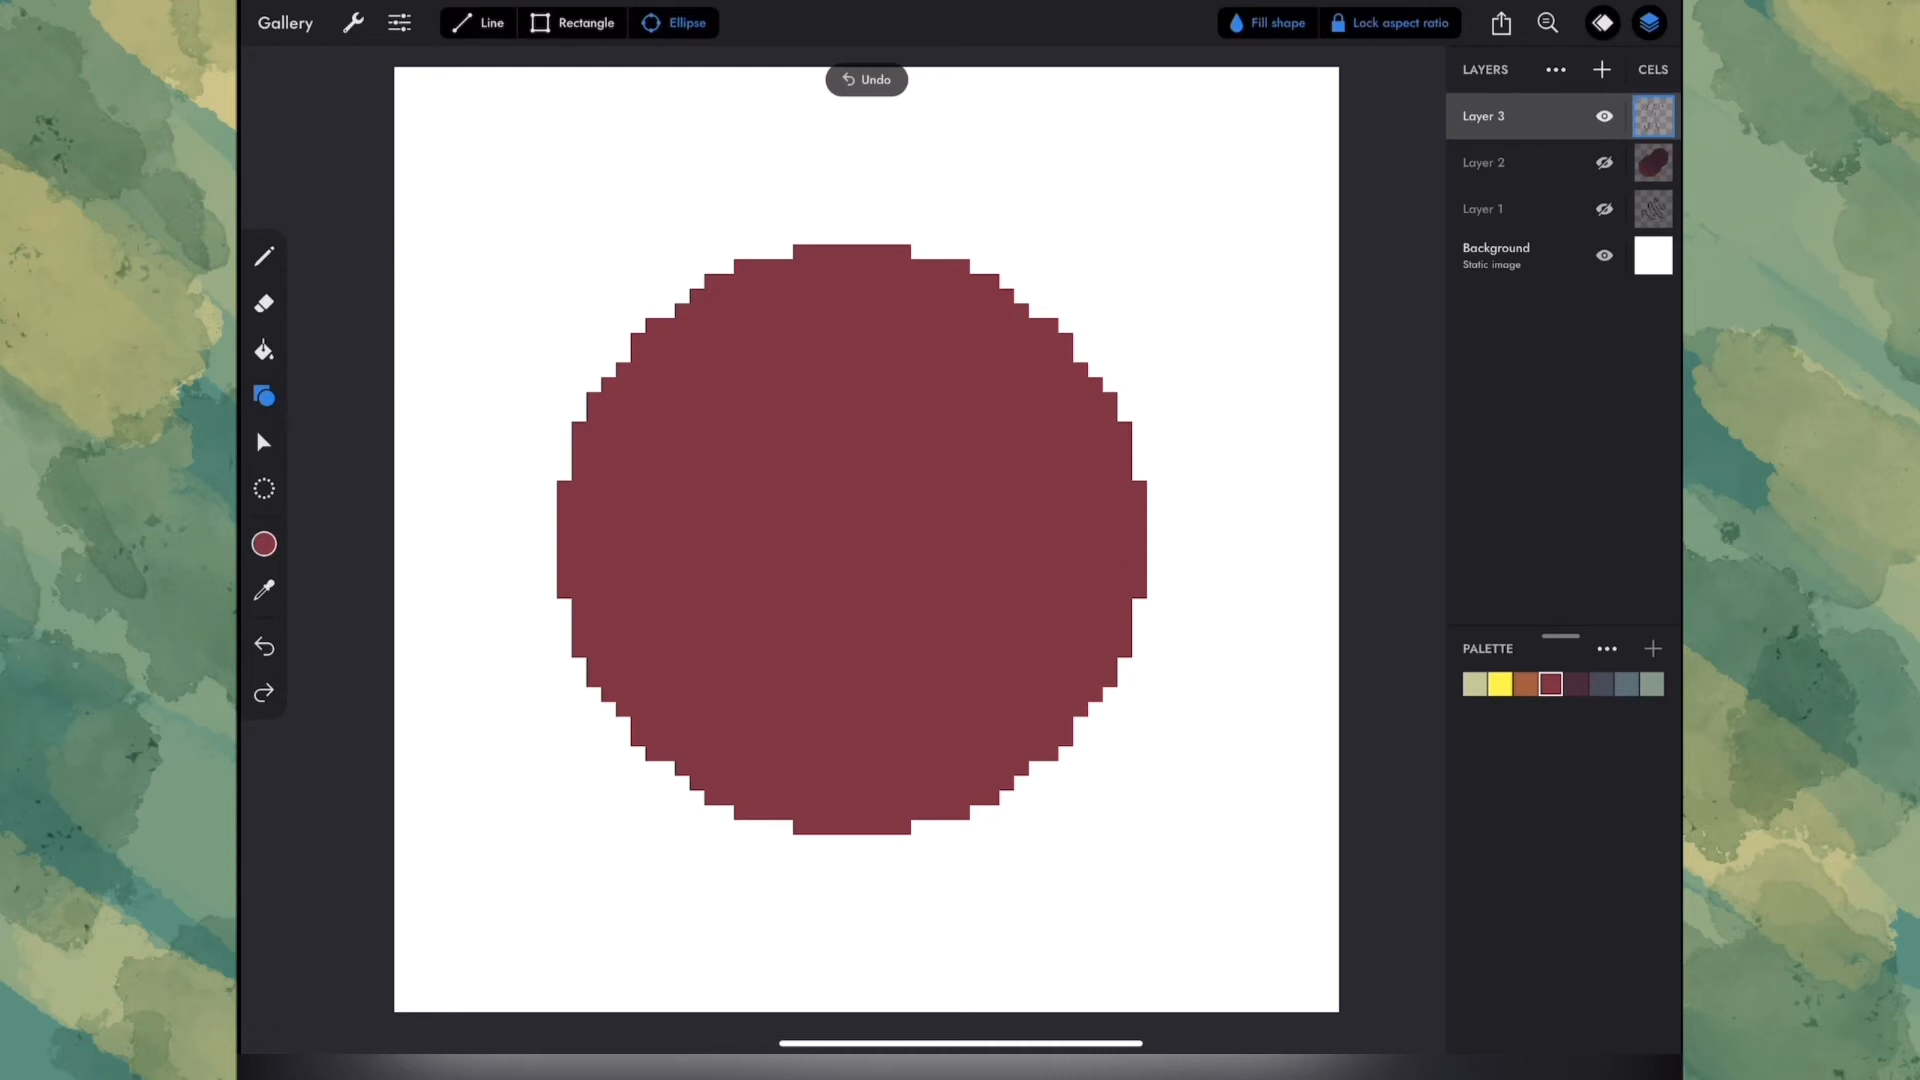 Gallery
Line
Rectangle
Ellipse
Fill shape
Lock aspect ratio
Undo
LAYERS
CELS
Layer 3
Layer 2
Layer 1
Background
Static image
PALETTE